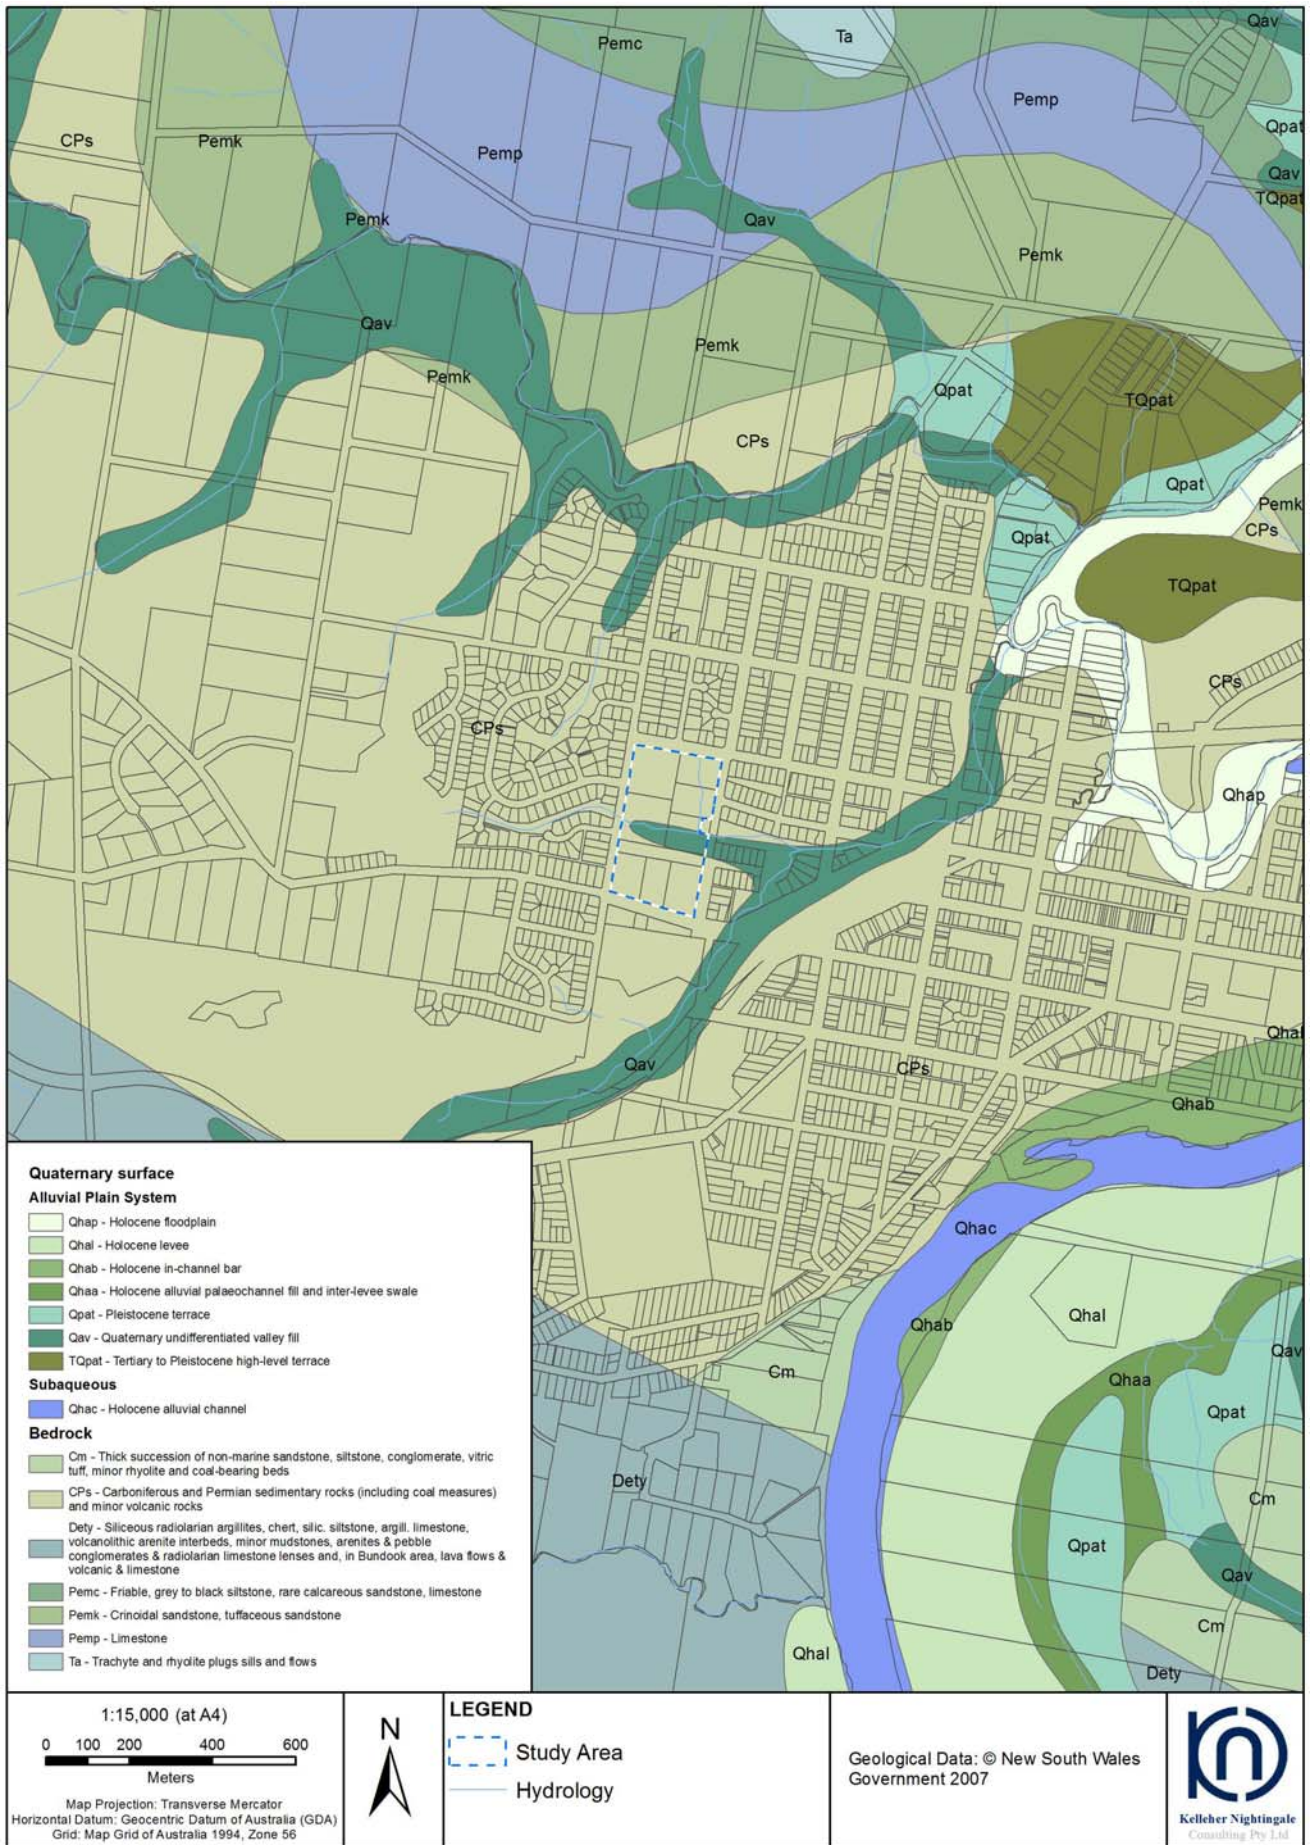 Pemc
Ta
Qav
Pemp
Qpat
CPs
Pemk
Pemp
Qav
TQpat
Pemk
Qav
Pemk
Qav
Pemk
Pemk
Qpat
TQpat
CPs
Qpat
Pemk
CPs
Qpat
TQpat
CPs
CPs
Qhap
Qhal
Qav
CPs
Qhab
Qhac
Qhal
Qhab
Qav
Cm
Qhaa
Qpat
Dety
Cm
Qpat
Qav
Cm
Qhal
Dety
Quaternary surface
Alluvial Plain System
Qhap - Holocene floodplain
Qhal - Holocene levee
Qhab - Holocene in-channel bar
Qhaa - Holocene alluvial palaeochannel fill and inter-levee swale
Qpat - Pleistocene terrace
Qav - Quaternary undifferentiated valley fill
TQpat - Tertiary to Pleistocene high-level terrace
Subaqueous
Qhac - Holocene alluvial channel
Bedrock
Cm - Thick succession of non-marine sandstone, siltstone, conglomerate, vitric
tuff, minor rhyolite and coal-bearing beds
CPs - Carboniferous and Permian sedimentary rocks (including coal measures)
and minor volcanic rocks
Dety - Siliceous radiolarian argillites, chert, silic. siltstone, argill. limestone,
volcanolithic arenite interbeds, minor mudstones, arenites & pebble
conglomerates & radiolarian limestone lenses and, in Bundook area, lava flows &
volcanic & limestone
Pemc - Friable, grey to black siltstone, rare calcareous sandstone, limestone
Pemk - Crinoidal sandstone, tuffaceous sandstone
Pemp - Limestone
Ta - Trachyte and rhyolite plugs sills and flows
1:15,000 (at A4)
0 100 200 400 600
Meters
Map Projection: Transverse Mercator
Horizontal Datum: Geocentric Datum of Australia (GDA)
Grid: Map Grid of Australia 1994, Zone 56
N
LEGEND
Study Area
Hydrology
Geological Data: © New South Wales
Government 2007
Kelleher Nightingale
Consulting Pty Ltd